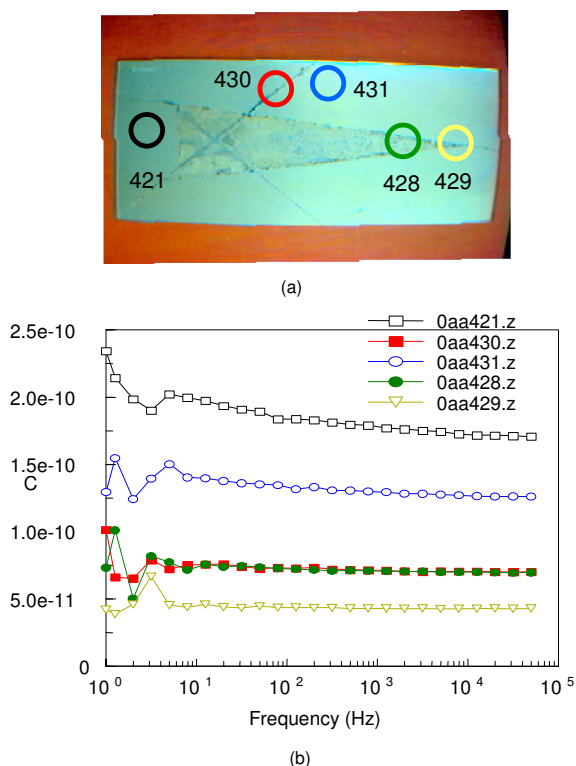 430
431
421
428
429
(a)
2.5e-10
2.0e-10
1.5e-10
C
1.0e-10
5.0e-11
0
10 0
10 1
10 2
10 3
10 4
10 5
Frequency (Hz)
0aa421.z
0aa430.z
0aa431.z
0aa428.z
0aa429.z
(b)